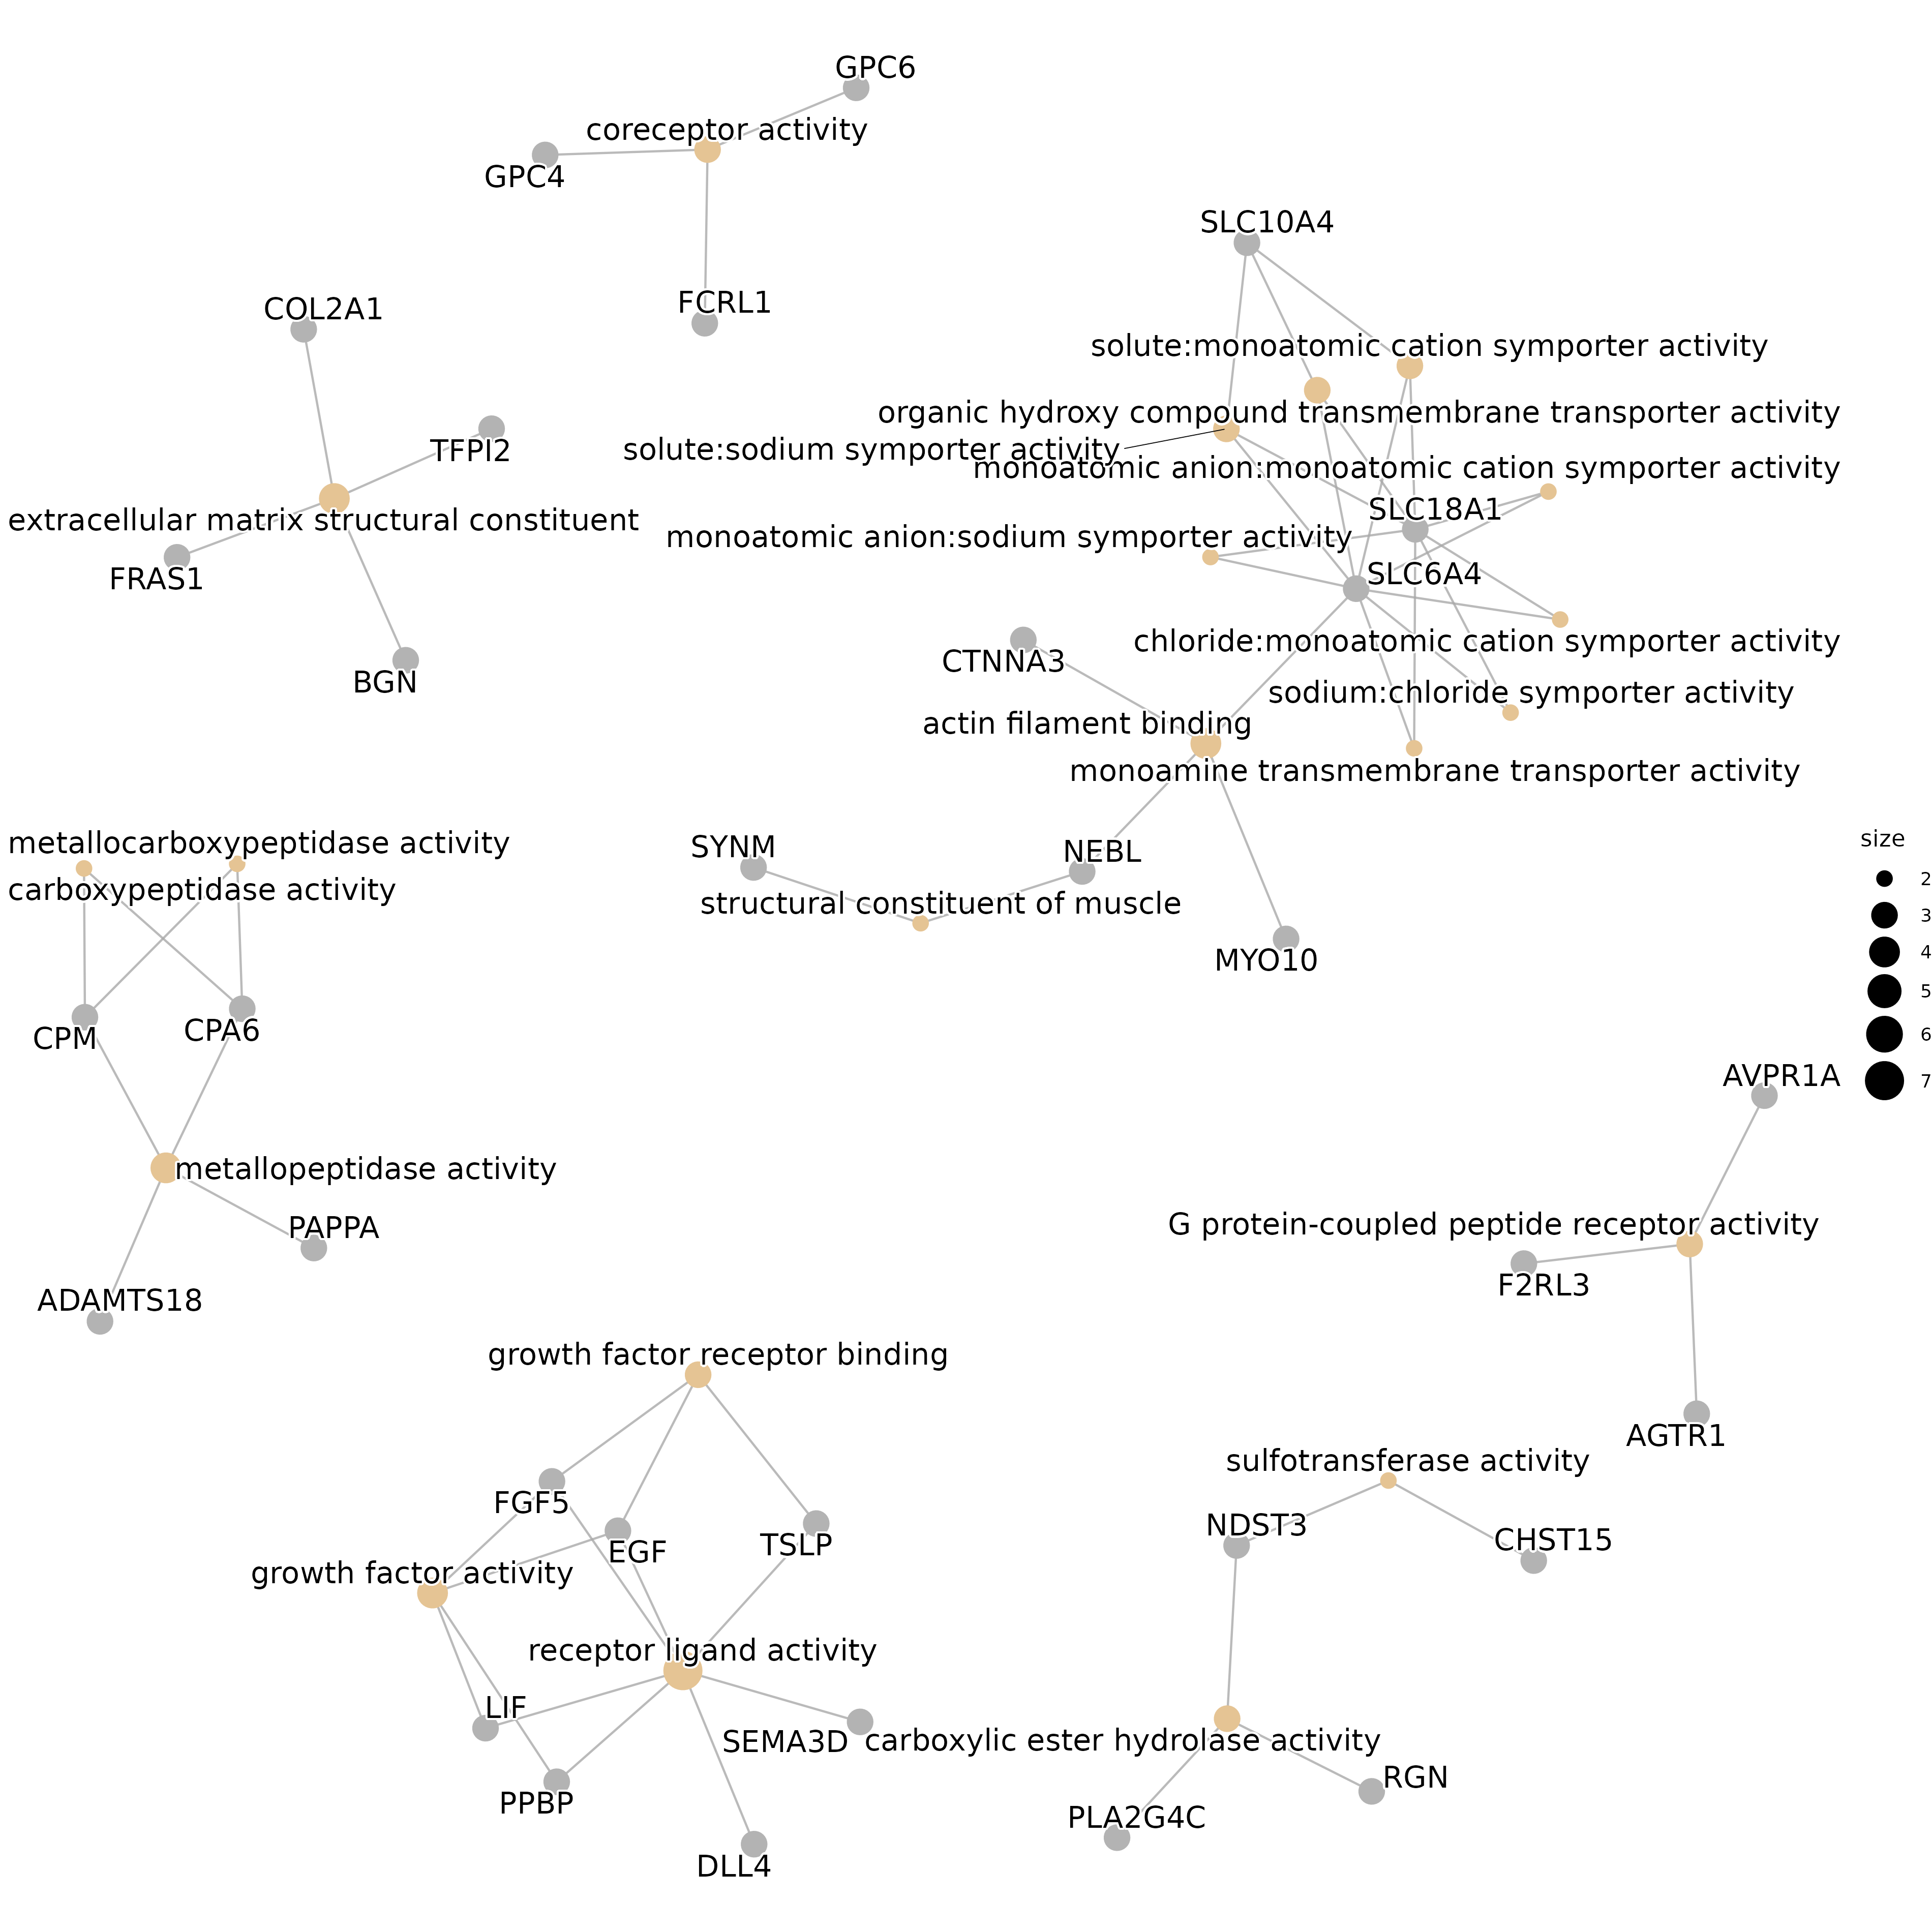 GPC6
coreceptor activity
GPC4
SLC10A4
FCRL1
COL2A1
solute:monoatomic cation symporter activity
organic hydroxy compound transmembrane transporter activity
TFPI2
solute:sodium symporter activity
monoatomic anion:monoatomic cation symporter activity
SLC18A1
extracellular matrix structural constituent
monoatomic anion:sodium symporter activity
SLC6A4
FRAS1
chloride:monoatomic cation symporter activity
CTNNA3
BGN
sodium:chloride symporter activity
actin filament binding
monoamine transmembrane transporter activity
metallocarboxypeptidase activity
SYNM
NEBL
size
2
carboxypeptidase activity
structural constituent of muscle
3
4
MYO10
5
CPM
CPA6
6
AVPR1A
7
metallopeptidase activity
PAPPA
G protein-coupled peptide receptor activity
F2RL3
ADAMTS18
growth factor receptor binding
AGTR1
sulfotransferase activity
FGF5
NDST3
CHST15
EGF
TSLP
growth factor activity
receptor ligand activity
LIF
SEMA3D
carboxylic ester hydrolase activity
RGN
PPBP
PLA2G4C
DLL4